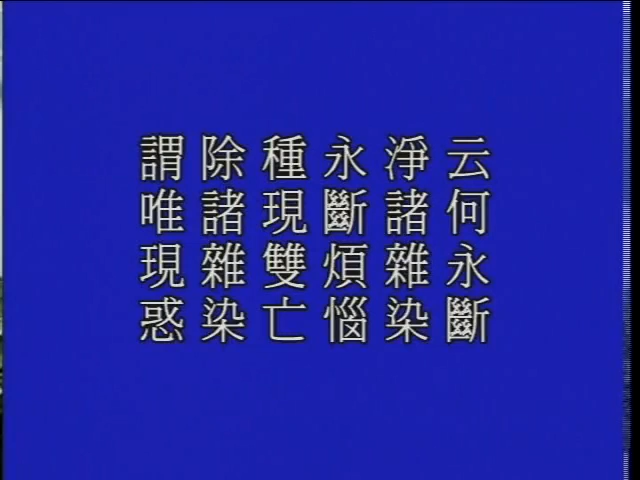 云何永斷
淨諸雜染
永斷煩惱
種現雙亡
除諸雜染
謂唯現惑